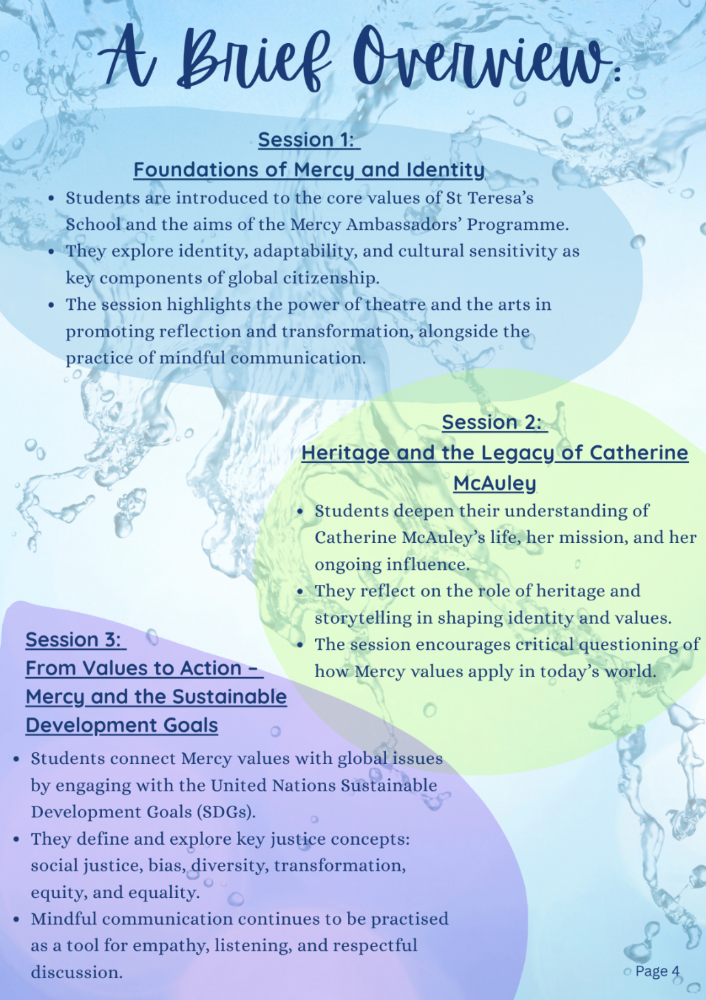 A Brief Overview:
Session 1:
Foundations of Mercy and Identity
• Students are introduced to the core values of St Teresa’s
School and the aims of the Mercy Ambassadors’ Programme.
• They explore identity, adaptability, and cultural sensitivity as
key components of global citizenship.
• The session highlights the power of theatre and the arts in
promoting reflection and transformation, alongside the
practice of mindful communication.
Session 2:
Heritage and the Legacy of Catherine
McAuley
• Students deepen their understanding of
Catherine McAuley’s life, her mission, and her
ongoing influence.
• They reflect on the role of heritage and
storytelling in shaping identity and values.
• The session encourages critical questioning of
how Mercy values apply in today’s world.
Session 3:
From Values to Action –
Mercy and the Sustainable
Development Goals
• Students connect Mercy values with global issues
by engaging with the United Nations Sustainable
Development Goals (SDGs).
• They define and explore key justice concepts:
social justice, bias, diversity, transformation,
equity, and equality.
• Mindful communication continues to be practised
as a tool for empathy, listening, and respectful
discussion.
Page 4